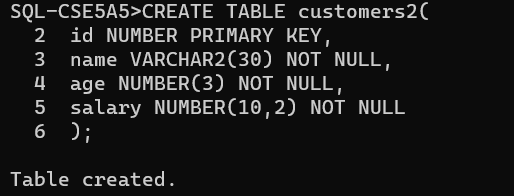 SQL-CSE5A5>CREATE TABLE customers2(
2 id NUMBER PRIMARY KEY,
3 name VARCHAR2(30) NOT NULL,
4 age NUMBER(3) NOT NULL,
5 salary NUMBER(10,2) NOT NULL
6 );
Table created.